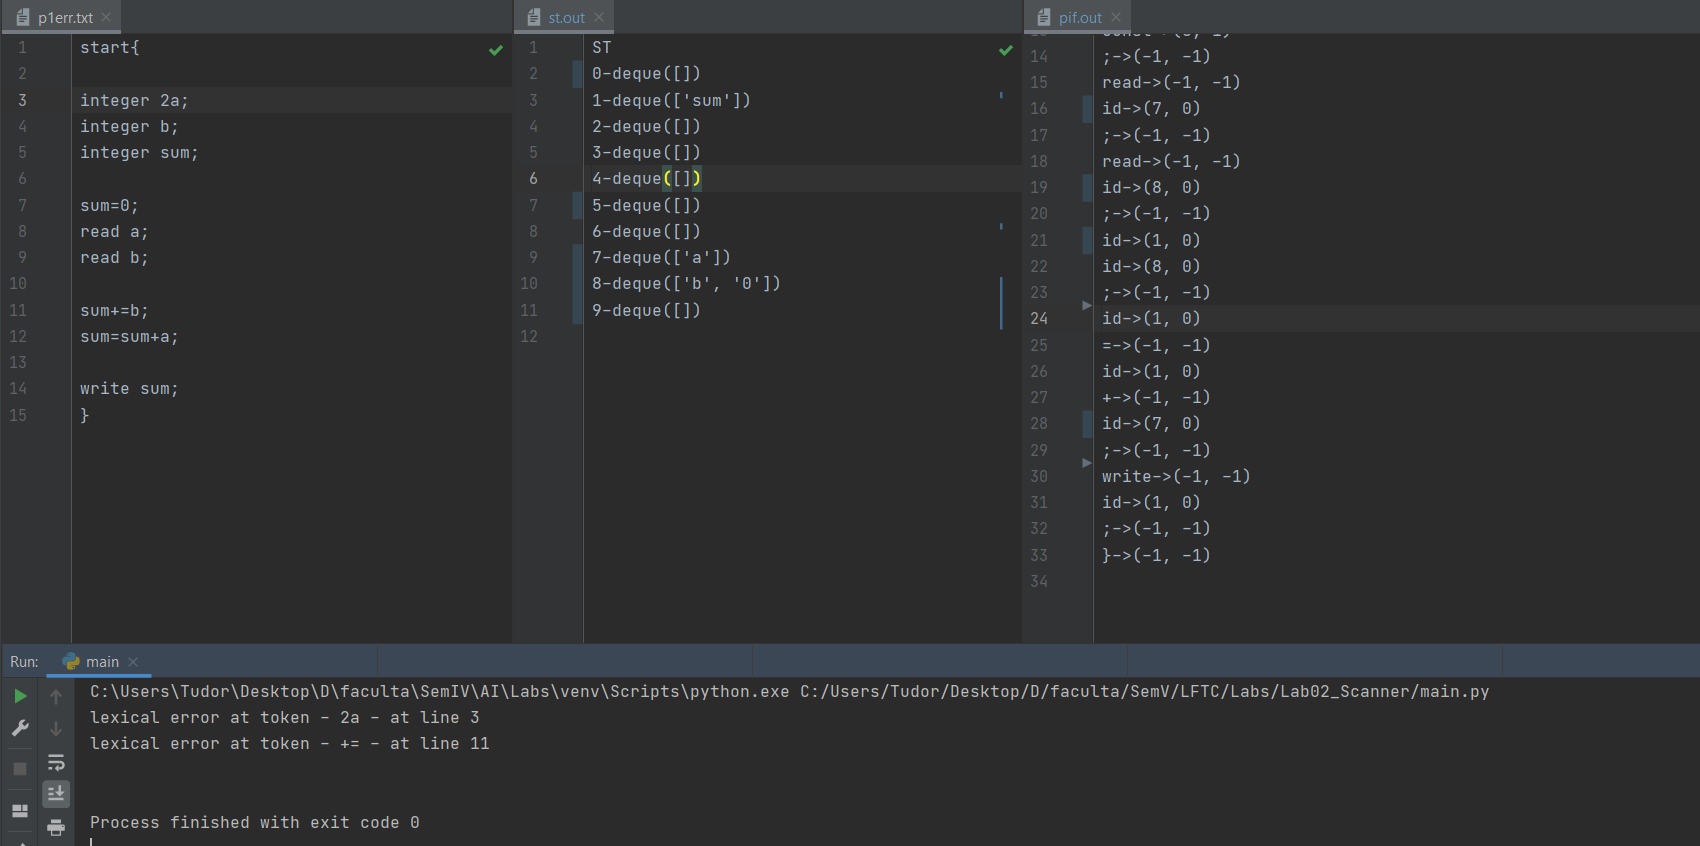 p1err.txt
1 start{
2
3 integer 2a;
4 integer b;
5 integer sum;
6
7 sum=0;
8 read a;
9 read b;
10
11 sum+=b;
12 sum=sum+a;
13
14 write sum;
15 }
st.out
1 ST
2 0-deque([])
3 1-deque(['sum'])
4 2-deque([])
5 3-deque([])
6 4-deque([])
7 5-deque([])
8 6-deque([])
9 7-deque(['a'])
10 8-deque(['b', '0'])
11 9-deque([])
12
pif.out
14 ;->(-1, -1)
15 read->(-1, -1)
16 id->(7, 0)
17 ;->(-1, -1)
18 read->(-1, -1)
19 id->(8, 0)
20 ;->(-1, -1)
21 id->(1, 0)
22 id->(8, 0)
23 ;->(-1, -1)
24 id->(1, 0)
25 =->(-1, -1)
26 id->(1, 0)
27 +->(-1, -1)
28 id->(7, 0)
29 ;->(-1, -1)
30 write->(-1, -1)
31 id->(1, 0)
32 ;->(-1, -1)
33 }->(-1, -1)
34
Run: main
C:\Users\Tudor\Desktop\D\faculta\SemIV\AI\Labs\venv\Scripts\python.exe C:/Users/Tudor/Desktop/D/faculta/SemV/LFTC/Labs/Lab02_Scanner/main.py
lexical error at token - 2a - at line 3
lexical error at token - += - at line 11
Process finished with exit code 0